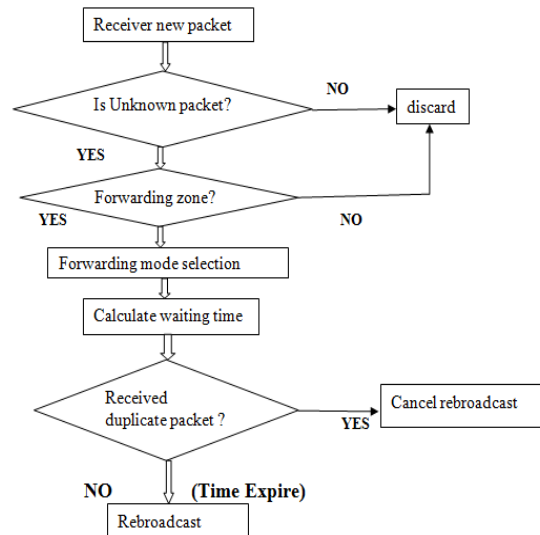 Receiver new packet
Is Unknown packet?
NO
discard
YES
Forwarding zone?
YES
NO
Forwarding mode selection
Calculate waiting time
Received
duplicate packet ?
Cancel rebroadcast
YES
NO (Time Expire)
Rebroadcast